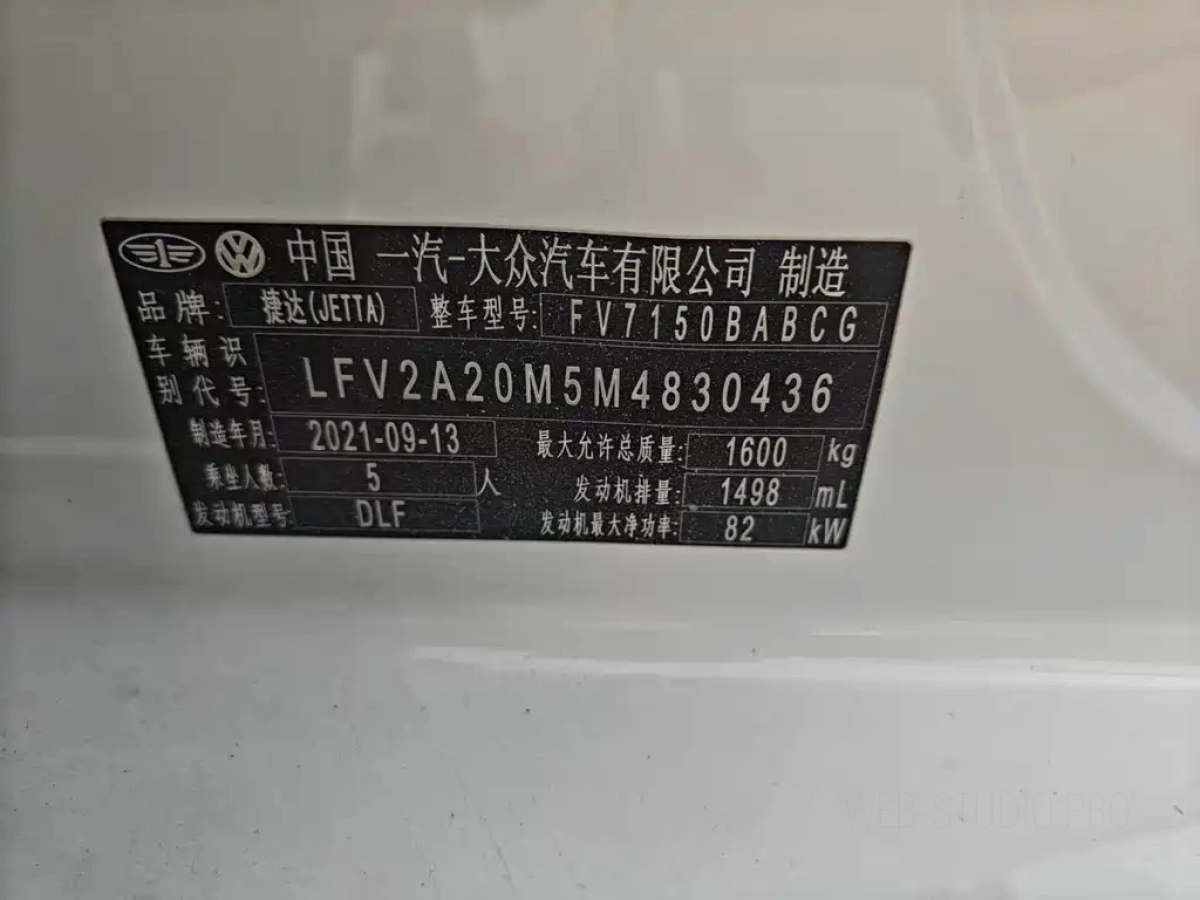 中国 一汽-大众汽车有限公司 制造
品牌: 捷达(JETTA) 整车型号: FV7150BABCG
车辆识别代号: LFV2A20M5M4830436
制造年月: 2021-09-13 最大允许总质量: 1600 kg
乘坐人数: 5 人 发动机排量: 1498 mL
发动机型号: DLF 发动机最大净功率: 82 kW
WEB-STUDIO.PRO